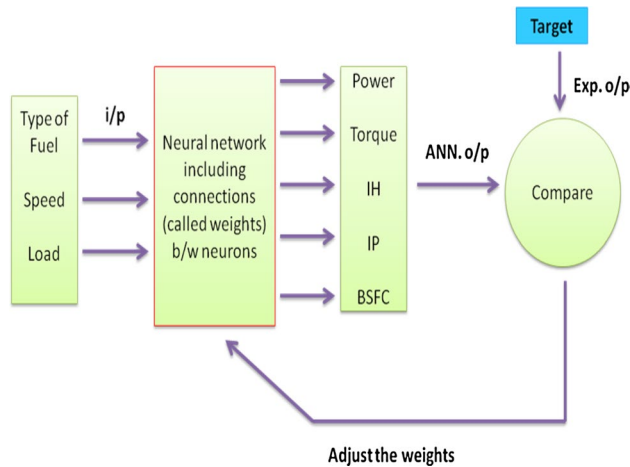 Target
Exp. o/p
Type of
Fuel
Speed
Load
i/p
Neural network
including
connections
(called weights)
b/w neurons
Power
Torque
IH
IP
BSFC
ANN. o/p
Compare
Adjust the weights